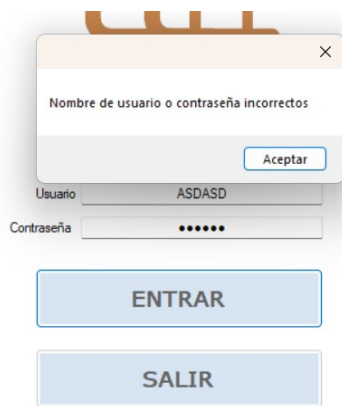 Nombre de usuario o contraseña incorrectos
Aceptar
Usuario ASDASD
Contraseña ••••••
ENTRAR
SALIR